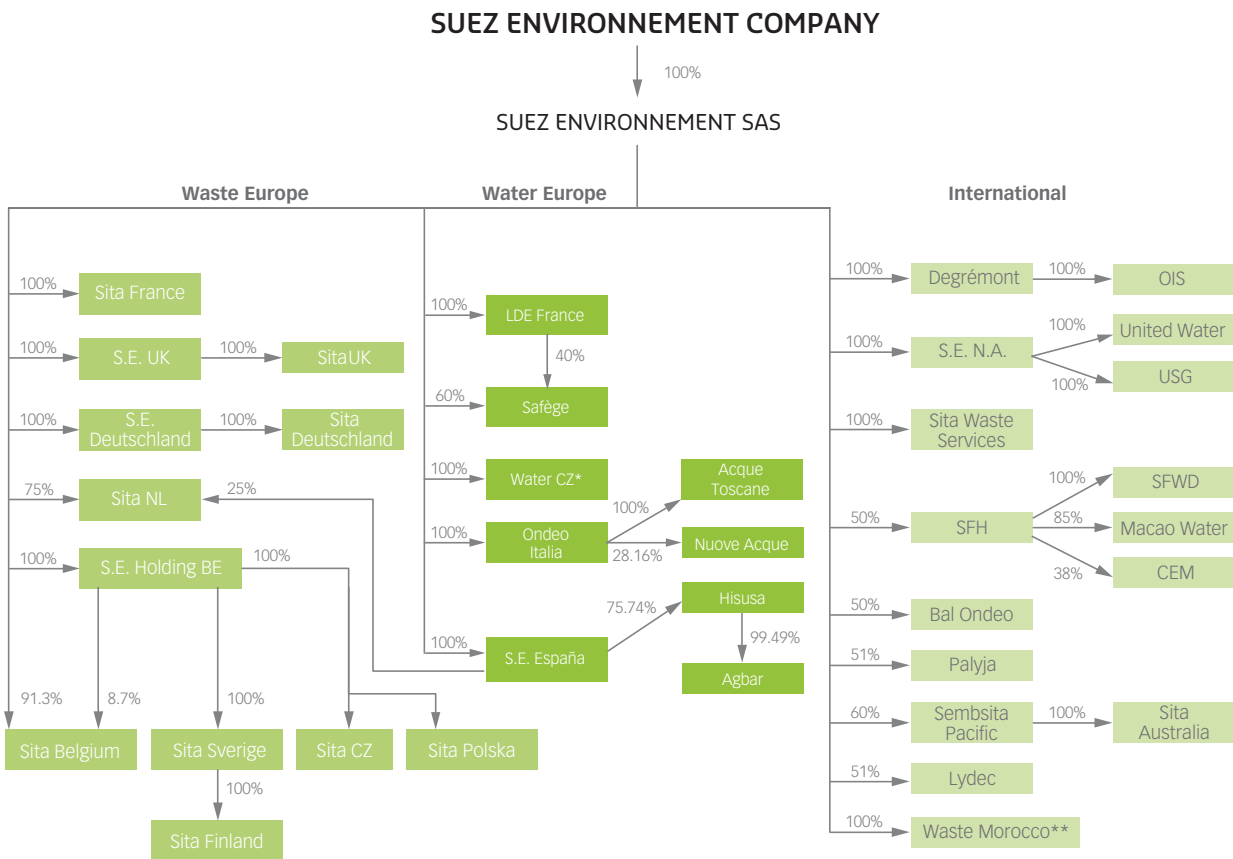 SUEZ ENVIRONNEMENT COMPANY
100%
SUEZ ENVIRONNEMENT SAS
Waste Europe
Water Europe
International
100%
Sita France
100%
S.E. UK
100%
SitaUK
100%
S.E.
Deutschland
100%
Sita
Deutschland
75%
Sita NL
25%
100%
S.E. Holding BE
100%
91.3%
8.7%
100%
Sita Belgium
Sita Sverige
Sita CZ
Sita Polska
100%
Sita Finland
100%
LDE France
40%
60%
Safège
100%
Water CZ*
100%
Ondeo
Italia
100%
Acque
Toscane
28.16%
Nuove Acque
100%
S.E. España
75.74%
Hisusa
99.49%
Agbar
100%
Degrémont
100%
OIS
100%
S.E. N.A.
100%
United Water
100%
USG
100%
Sita Waste
Services
50%
SFH
100%
SFWD
85%
Macao Water
38%
CEM
50%
Bal Ondeo
51%
Palyja
60%
Sembsita
Pacific
100%
Sita
Australia
51%
Lydec
100%
Waste Morocco**